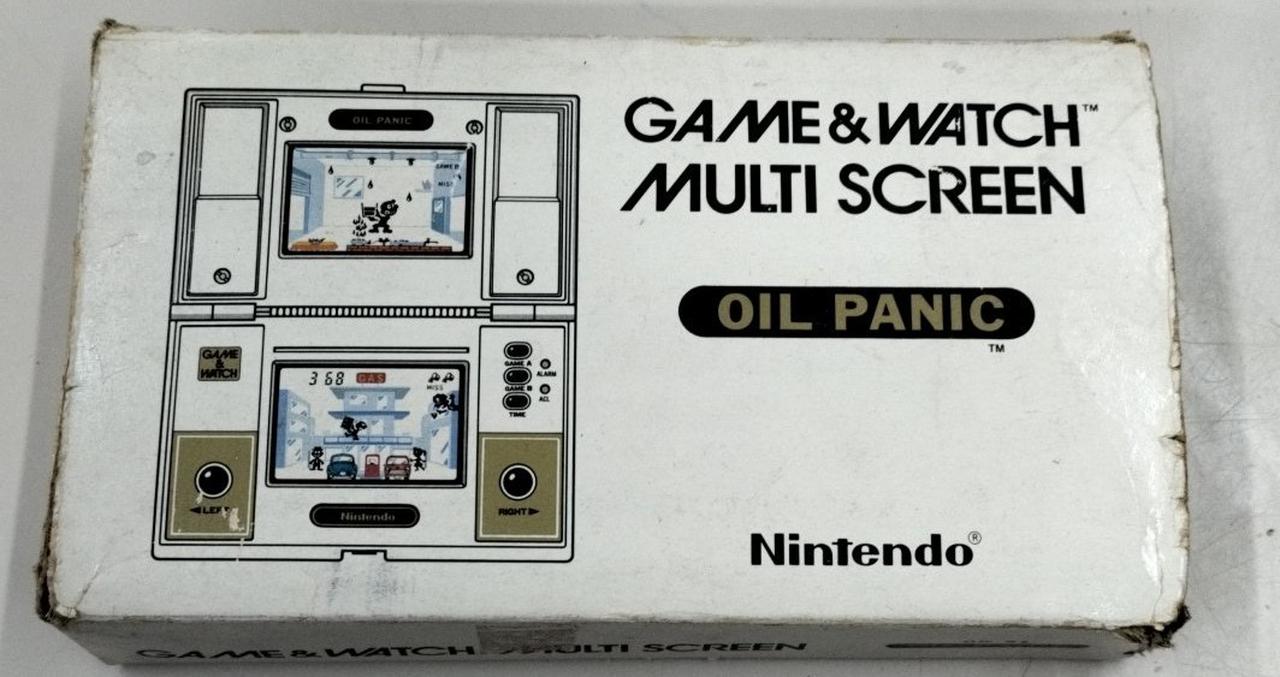 GAME & WATCH™
MULTI SCREEN
OIL PANIC
™
Nintendo®
OIL PANIC
GAME B
MISS
GAME
&
WATCH
368 GAS
MISS
GAME A
ALARM
GAME B
ACL
TIME
◄LEFT
RIGHT►
Nintendo
GAME & WATCH MULTI SCREEN